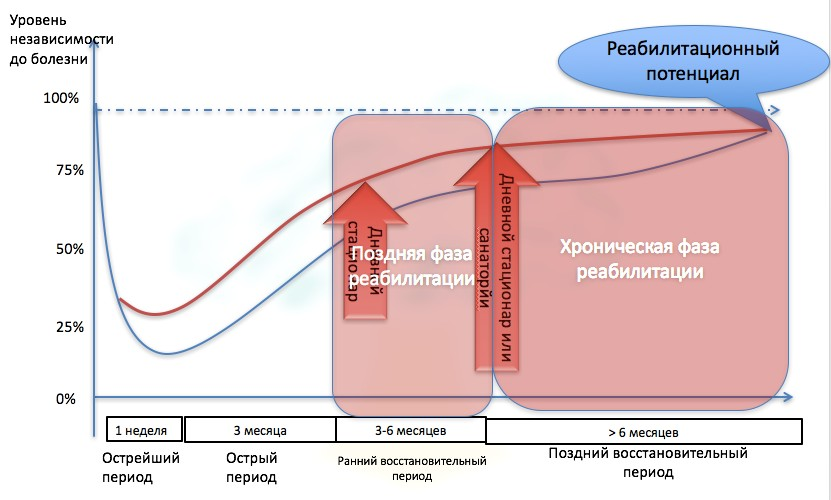 Уровень
независимости
до болезни
Реабилитационный
потенциал
100%
75%
50%
25%
0%
Дневной
стационар
Поздняя фаза
реабилитации
Дневной стационар или
санаторий
Хроническая фаза
реабилитации
1 неделя
3 месяца
3-6 месяцев
> 6 месяцев
Острейший
период
Острый
период
Ранний восстановительный
период
Поздний восстановительный
период